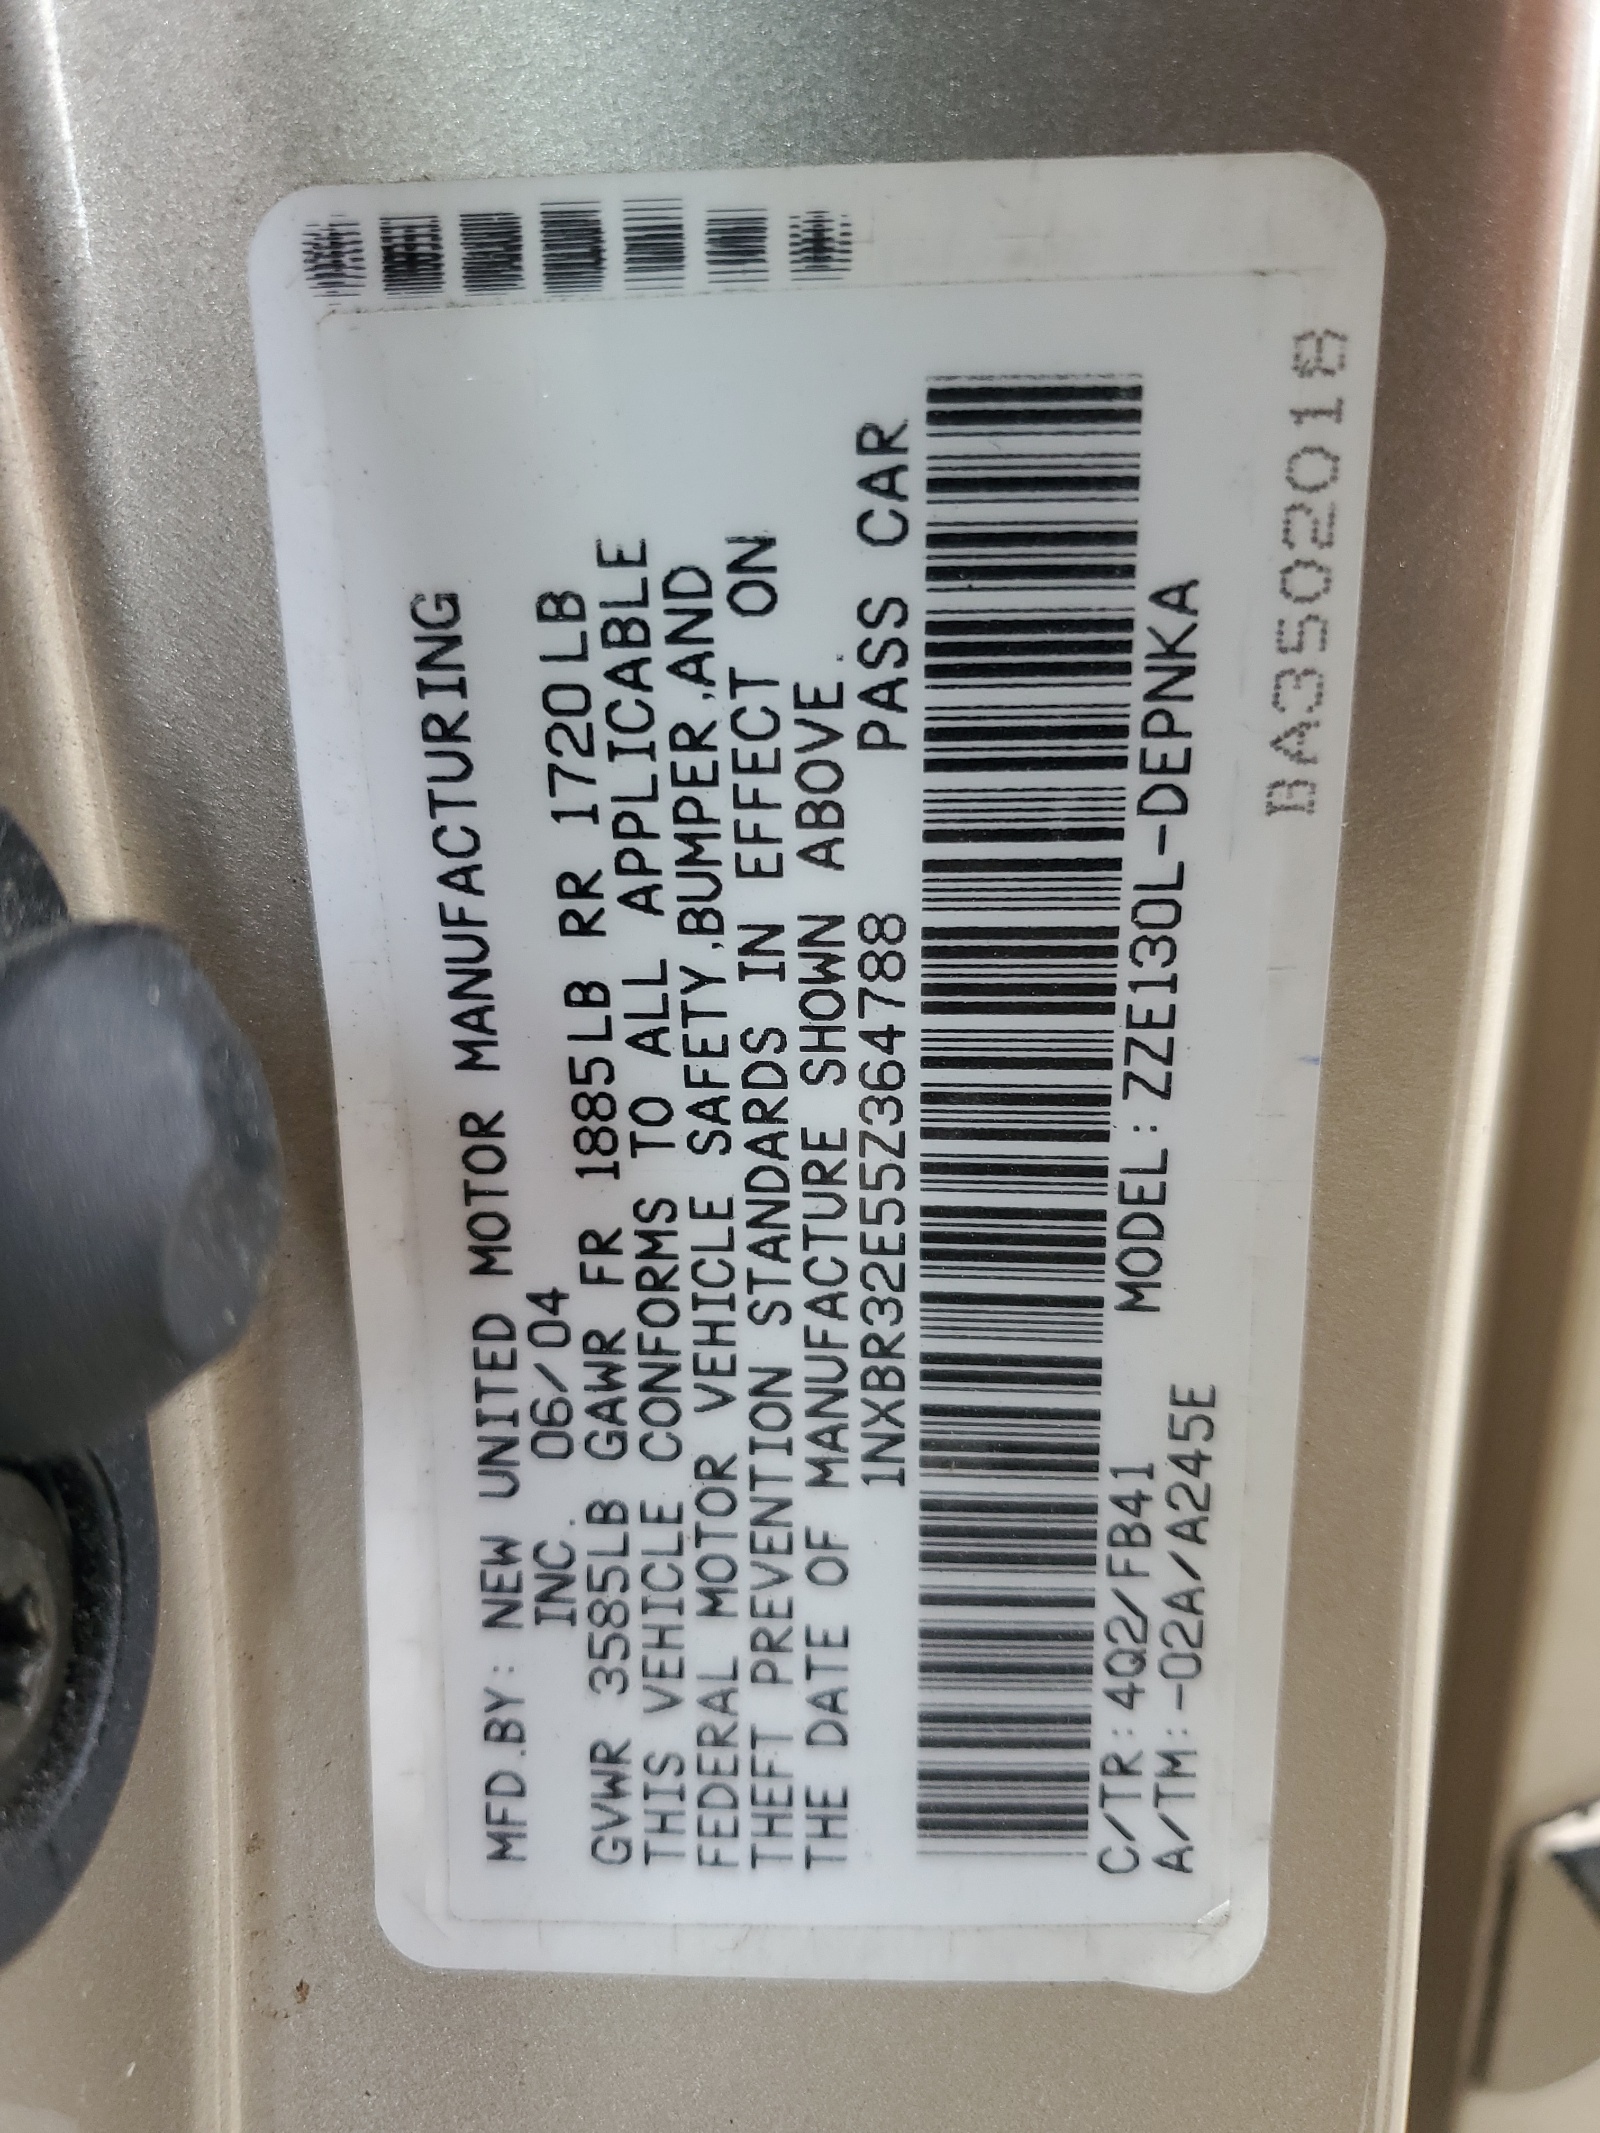 MFD.BY: NEW UNITED MOTOR MANUFACTURING
INC. 06/04
GVWR 3585LB GAWR FR 1885LB RR 1720LB
THIS VEHICLE CONFORMS TO ALL APPLICABLE
FEDERAL MOTOR VEHICLE SAFETY,BUMPER,AND
THEFT PREVENTION STANDARDS IN EFFECT ON
THE DATE OF MANUFACTURE SHOWN ABOVE.
1NXBR32E55Z364788 PASS CAR
C/TR: 4Q2/FB41 MODEL: ZZE130L-DEPNKA
A/TM: -02A/A245E
BA3502018